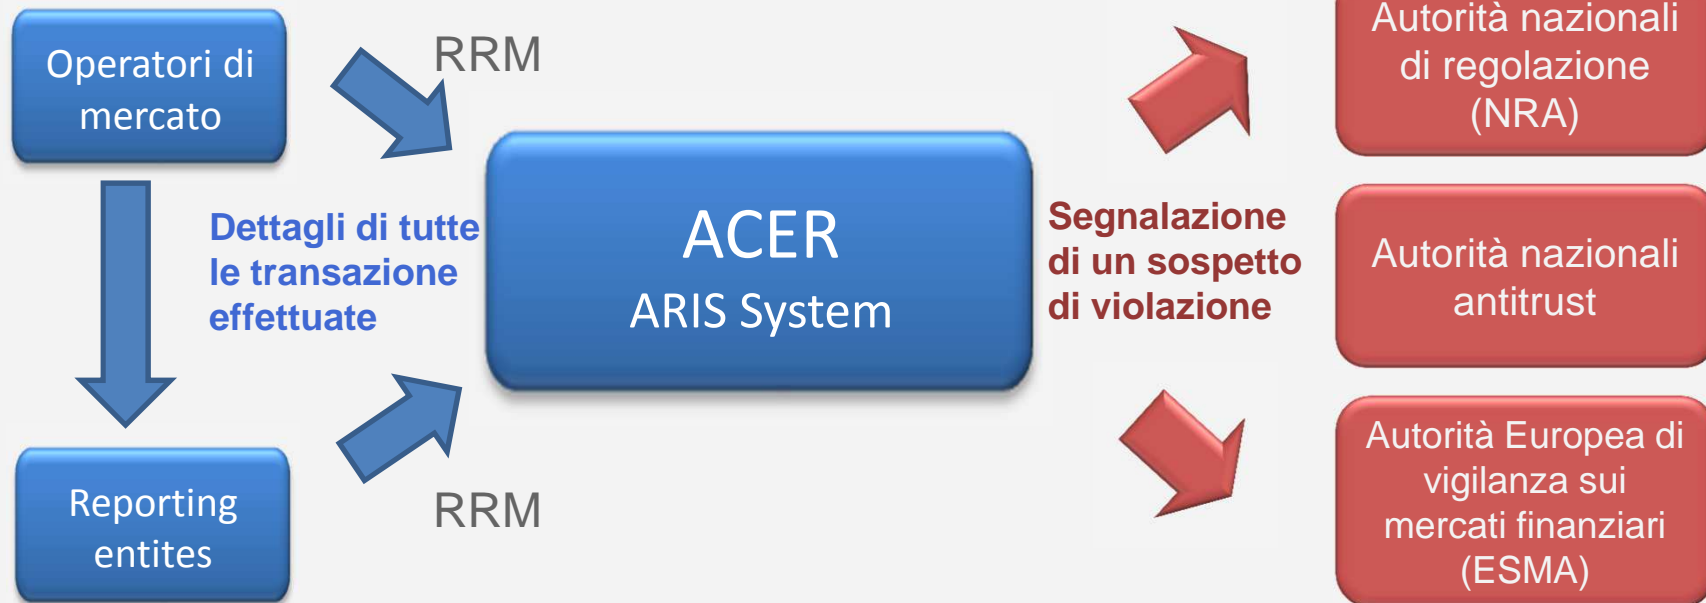 Operatori di
mercato
RRM
Dettagli di tutte
le transazione
effettuate
Reporting
entites
RRM
ACER
ARIS System
Segnalazione
di un sospetto
di violazione
Autorità nazionali
di regolazione
(NRA)
Autorità nazionali
antitrust
Autorità Europea di
vigilanza sui
mercati finanziari
(ESMA)